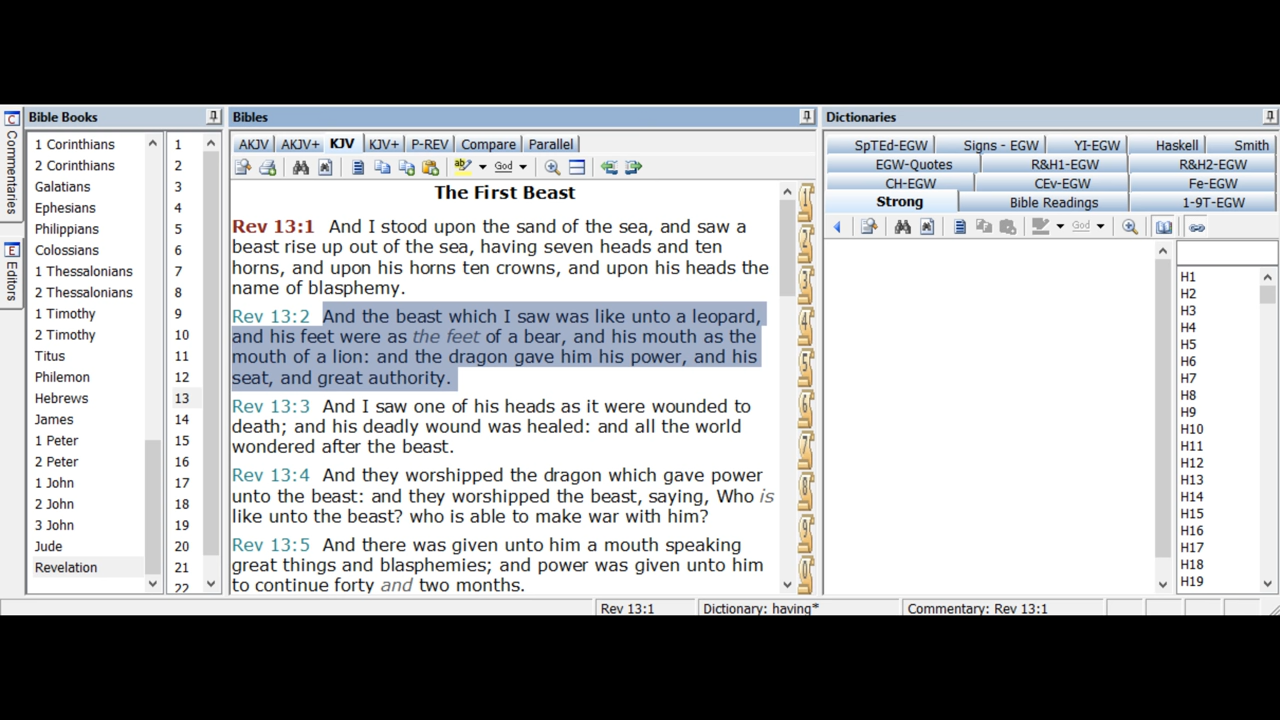 Commentaries
Editors
Bible Books
1 Corinthians
2 Corinthians
Galatians
Ephesians
Philippians
Colossians
1 Thessalonians
2 Thessalonians
1 Timothy
2 Timothy
Titus
Philemon
Hebrews
James
1 Peter
2 Peter
1 John
2 John
3 John
Jude
Revelation
1
2
3
4
5
6
7
8
9
10
11
12
13
14
15
16
17
18
19
20
21
22
Bibles
AKJV AKJV+ KJV KJV+ P-REV Compare Parallel
ab God
The First Beast
Rev 13:1 And I stood upon the sand of the sea, and saw a
beast rise up out of the sea, having seven heads and ten
horns, and upon his horns ten crowns, and upon his heads the
name of blasphemy.
Rev 13:2 And the beast which I saw was like unto a leopard,
and his feet were as the feet of a bear, and his mouth as the
mouth of a lion: and the dragon gave him his power, and his
seat, and great authority.
Rev 13:3 And I saw one of his heads as it were wounded to
death; and his deadly wound was healed: and all the world
wondered after the beast.
Rev 13:4 And they worshipped the dragon which gave power
unto the beast: and they worshipped the beast, saying, Who is
like unto the beast? who is able to make war with him?
Rev 13:5 And there was given unto him a mouth speaking
great things and blasphemies; and power was given unto him
to continue forty and two months.
1
2
3
4
5
6
7
8
9
0
Dictionaries
SpTEd-EGW Signs - EGW YI-EGW Haskell Smith
EGW-Quotes R&H1-EGW R&H2-EGW
CH-EGW CEv-EGW Fe-EGW
Strong Bible Readings 1-9T-EGW
God
H1
H2
H3
H4
H5
H6
H7
H8
H9
H10
H11
H12
H13
H14
H15
H16
H17
H18
H19
Rev 13:1 Dictionary: having* Commentary: Rev 13:1